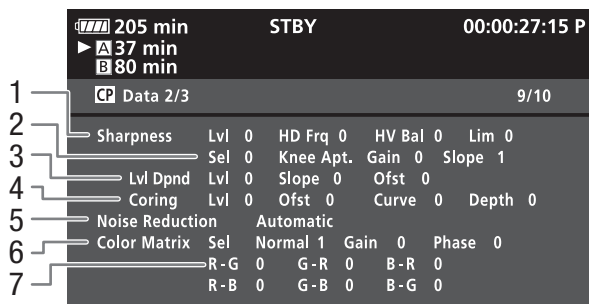 205 min STBY 00:00:27:15 P
A 37 min
B 80 min
CP Data 2/3 9/10
1 Sharpness Lvl 0 HD Frq 0 HV Bal 0 Lim 0
2 Sel 0 Knee Apt. Gain 0 Slope 1
3 Lvl Dpnd Lvl 0 Slope 0 Ofst 0
4 Coring Lvl 0 Ofst 0 Curve 0 Depth 0
5 Noise Reduction Automatic
6 Color Matrix Sel Normal 1 Gain 0 Phase 0
7 R-G 0 G-R 0 B-R 0
R-B 0 G-B 0 B-G 0